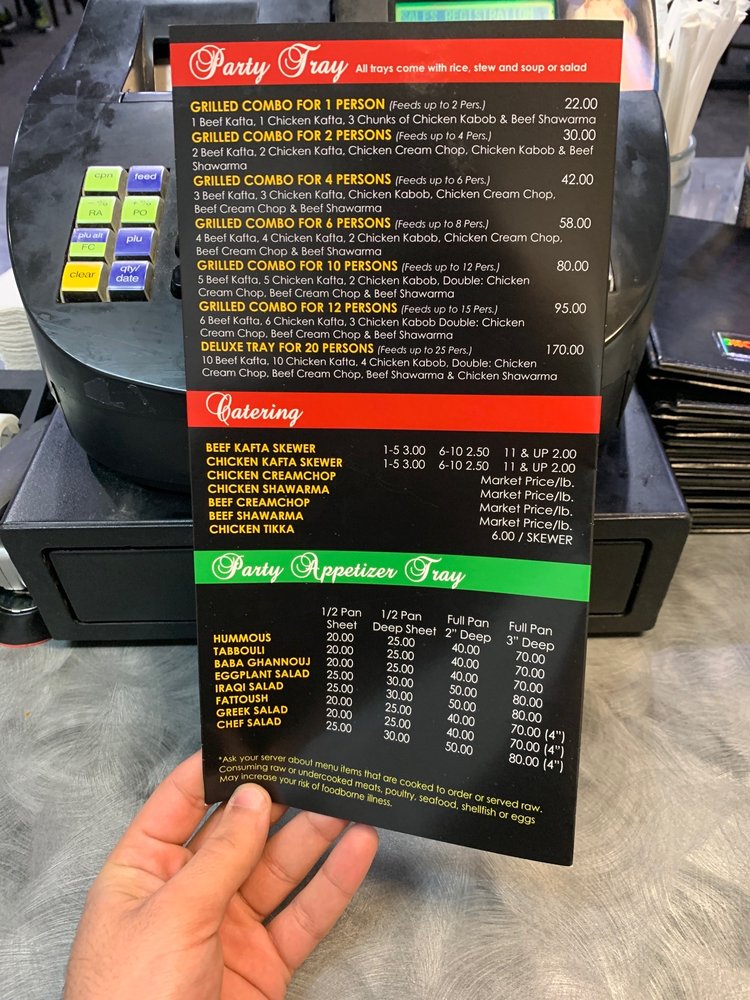 SALES REGISTRATION
Party Tray All trays come with rice, stew and soup or salad
GRILLED COMBO FOR 1 PERSON (Feeds up to 2 Pers.) 22.00
1 Beef Kafta, 1 Chicken Kafta, 3 Chunks of Chicken Kabob & Beef Shawarma
GRILLED COMBO FOR 2 PERSONS (Feeds up to 4 Pers.) 30.00
2 Beef Kafta, 2 Chicken Kafta, Chicken Cream Chop, Chicken Kabob & Beef
Shawarma
GRILLED COMBO FOR 4 PERSONS (Feeds up to 6 Pers.) 42.00
3 Beef Kafta, 3 Chicken Kafta, Chicken Kabob, Chicken Cream Chop,
Beef Cream Chop & Beef Shawarma
GRILLED COMBO FOR 6 PERSONS (Feeds up to 8 Pers.) 58.00
4 Beef Kafta, 4 Chicken Kafta, 2 Chicken Kabob, Chicken Cream Chop,
Beef Cream Chop & Beef Shawarma
GRILLED COMBO FOR 10 PERSONS (Feeds up to 12 Pers.) 80.00
5 Beef Kafta, 5 Chicken Kafta, 2 Chicken Kabob, Double: Chicken
Cream Chop, Beef Cream Chop & Beef Shawarma
GRILLED COMBO FOR 12 PERSONS (Feeds up to 15 Pers.) 95.00
6 Beef Kafta, 6 Chicken Kafta, 3 Chicken Kabob Double: Chicken
Cream Chop, Beef Cream Chop & Beef Shawarma
DELUXE TRAY FOR 20 PERSONS (Feeds up to 25 Pers.) 170.00
10 Beef Kafta, 10 Chicken Kafta, 4 Chicken Kabob, Double: Chicken
Cream Chop, Beef Cream Chop, Beef Shawarma & Chicken Shawarma
Catering
BEEF KAFTA SKEWER 1-5 3.00 6-10 2.50 11 & UP 2.00
CHICKEN KAFTA SKEWER 1-5 3.00 6-10 2.50 11 & UP 2.00
CHICKEN CREAMCHOP Market Price/lb.
CHICKEN SHAWARMA Market Price/lb.
BEEF CREAMCHOP Market Price/lb.
BEEF SHAWARMA Market Price/lb.
CHICKEN TIKKA 6.00 / SKEWER
Party Appetizer Tray
1/2 Pan 1/2 Pan Full Pan Full Pan
Sheet Deep Sheet 2" Deep 3" Deep
HUMMOUS 20.00 25.00 40.00 70.00
TABBOULI 20.00 25.00 40.00 70.00
BABA GHANNOUJ 20.00 25.00 40.00 70.00
EGGPLANT SALAD 25.00 30.00 50.00 80.00
IRAQI SALAD 25.00 30.00 50.00 80.00
FATTOUSH 20.00 25.00 40.00 70.00 (4")
GREEK SALAD 20.00 25.00 40.00 70.00 (4")
CHEF SALAD 25.00 30.00 50.00 80.00 (4")
*Ask your server about menu items that are cooked to order or served raw.
Consuming raw or undercooked meats, poultry, seafood, shellfish or eggs
May increase your risk of foodborne illness.
cpn feed
-% +%
RA PO
plu alt plu
FC
clear qty/
date